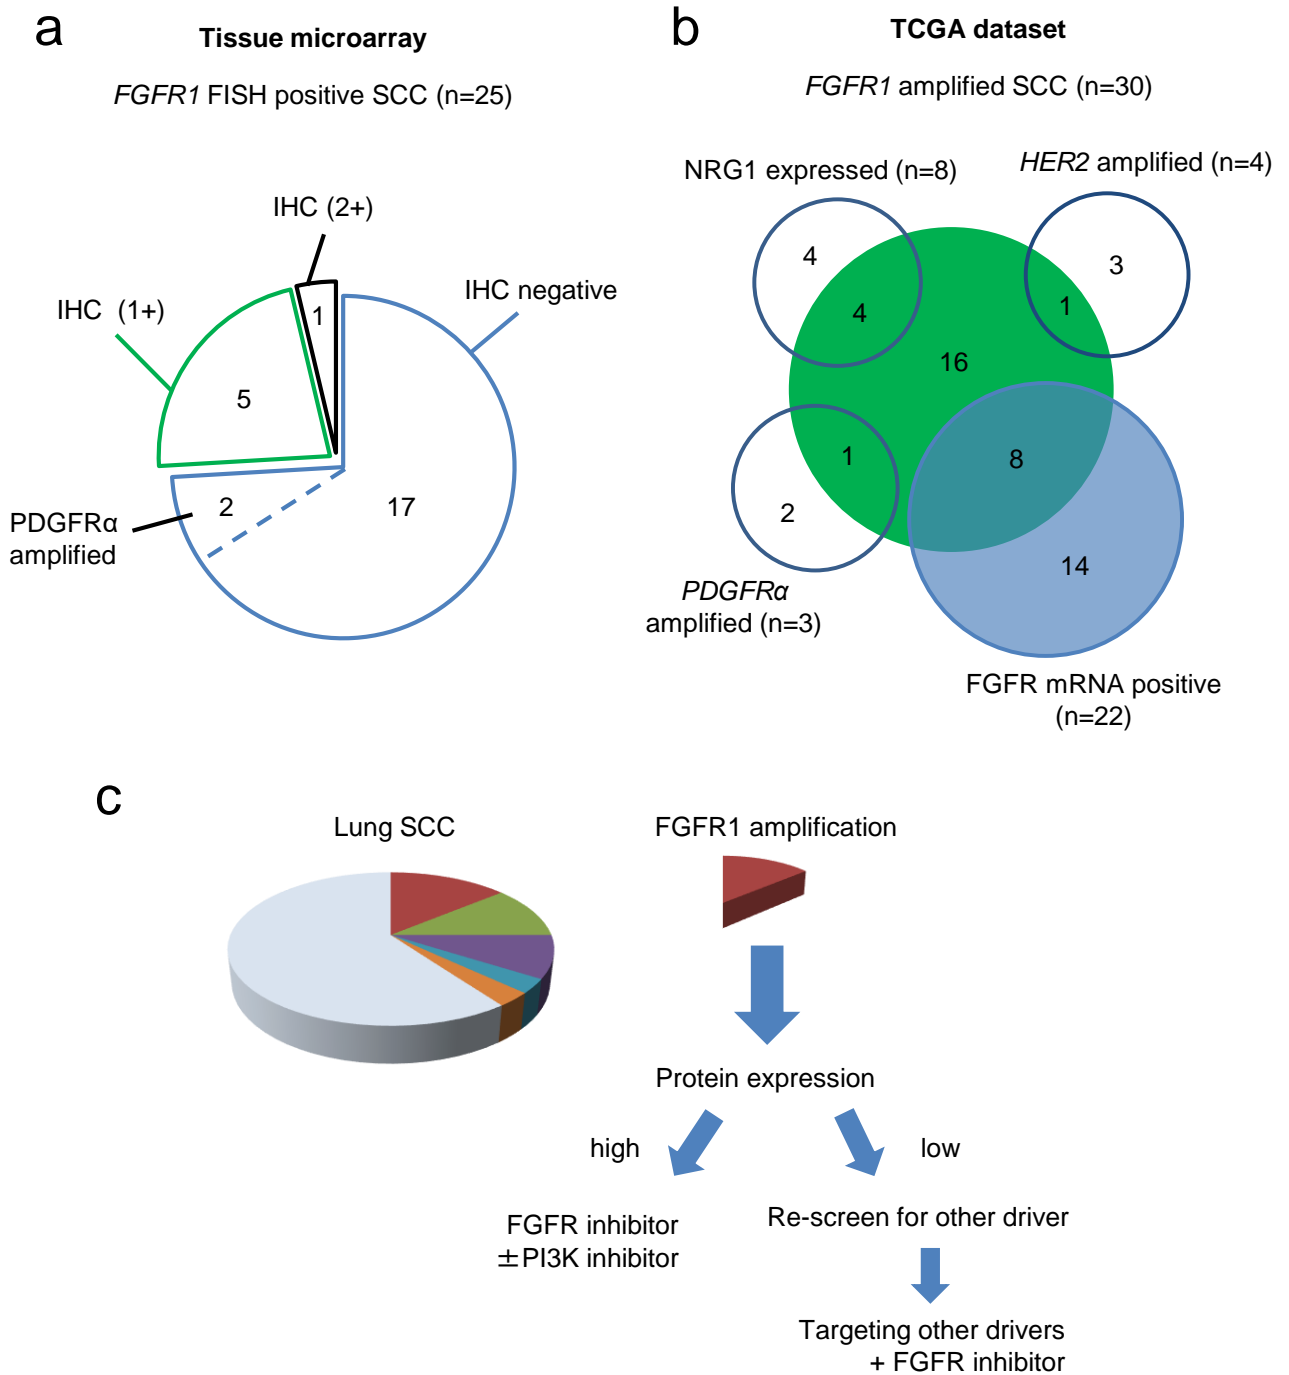 a
Tissue microarray
FGFR1 FISH positive SCC (n=25)
IHC (2+)
IHC (1+)
IHC negative
1
5
2
17
PDGFRα
amplified
b
TCGA dataset
FGFR1 amplified SCC (n=30)
NRG1 expressed (n=8)
HER2 amplified (n=4)
4
3
4
1
16
1
8
2
14
PDGFRα
amplified (n=3)
FGFR mRNA positive
(n=22)
c
Lung SCC
FGFR1 amplification
Protein expression
high
low
FGFR inhibitor
±PI3K inhibitor
Re-screen for other driver
Targeting other drivers
+ FGFR inhibitor